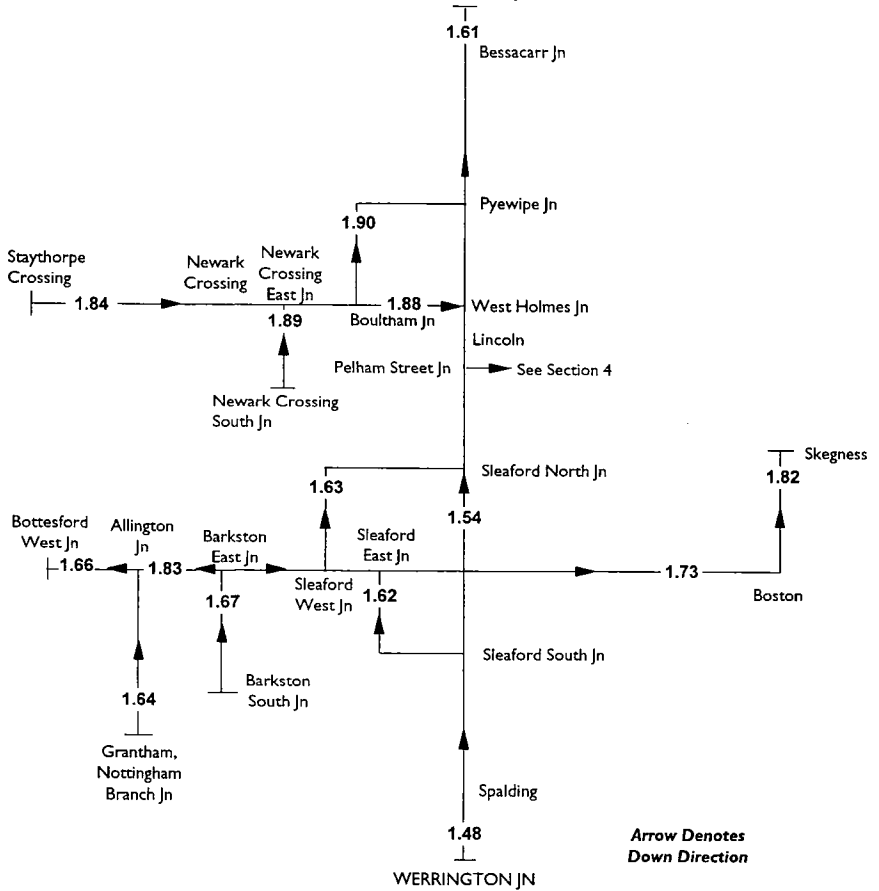 1.61
Bessacarr Jn
Pyewipe Jn
1.90
Staythorpe
Crossing
Newark
Crossing
Newark
Crossing
East Jn
1.84
1.88
West Holmes Jn
1.89
Boultham Jn
Lincoln
Pelham Street Jn
See Section 4
Newark Crossing
South Jn
Skegness
Sleaford North Jn
1.82
1.63
1.54
Bottesford
West Jn
Allington
Jn
Barkston
East Jn
Sleaford
East Jn
1.66
1.83
1.73
Sleaford
West Jn
1.67
1.62
Boston
Sleaford South Jn
Barkston
South Jn
1.64
Grantham,
Nottingham
Branch Jn
Spalding
1.48
Arrow Denotes
Down Direction
WERRINGTON JN